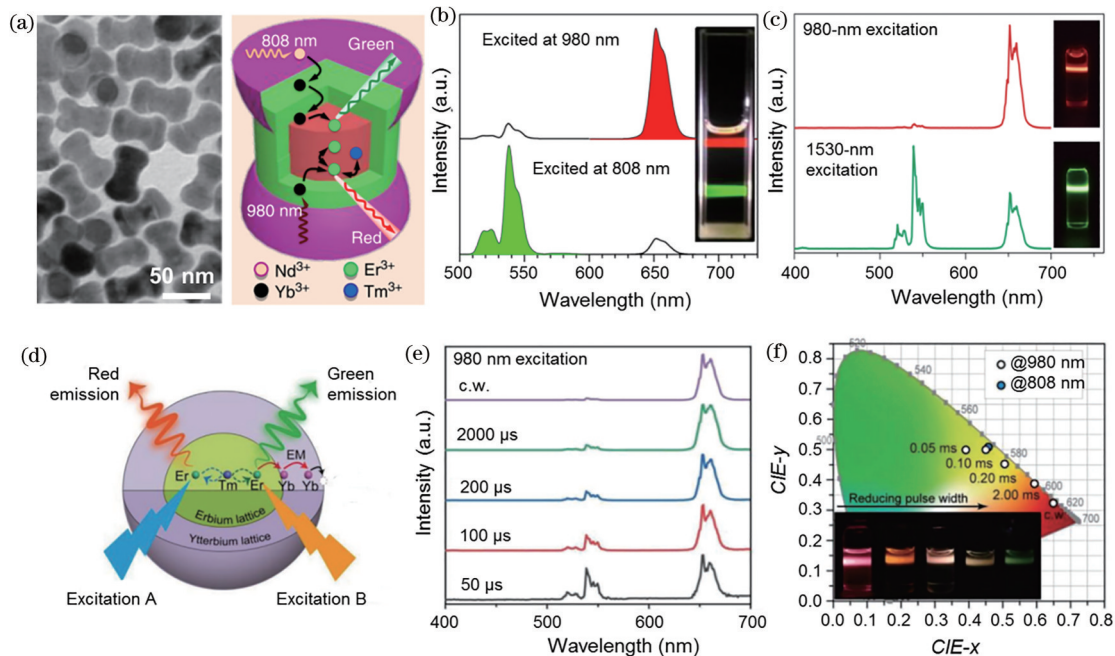 (a)
50 nm
808 nm
Green
980 nm
Red
Nd³⁺
Er³⁺
Yb³⁺
Tm³⁺
(b)
Excited at 980 nm
Excited at 808 nm
Intensity (a.u.)
500 550 600 650 700
Wavelength (nm)
(c)
980-nm excitation
1530-nm
excitation
Intensity (a.u.)
400 500 600 700
Wavelength (nm)
(d)
Red
emission
Green
emission
EM
Er Tm Er Yb Yb
Erbium lattice
Ytterbium lattice
Excitation A
Excitation B
(e)
980 nm excitation
c.w.
2000 μs
200 μs
100 μs
50 μs
Intensity (a.u.)
400 500 600 700
Wavelength (nm)
(f)
@980 nm
@808 nm
520
540
560
500
580
600
620
700
0.05 ms
0.10 ms
0.20 ms
2.00 ms
c.w.
Reducing pulse width
CIE-y
0.8
0.7
0.6
0.5
0.4
0.3
0.2
0.1
0.0
0.0 0.1 0.2 0.3 0.4 0.5 0.6 0.7 0.8
CIE-x